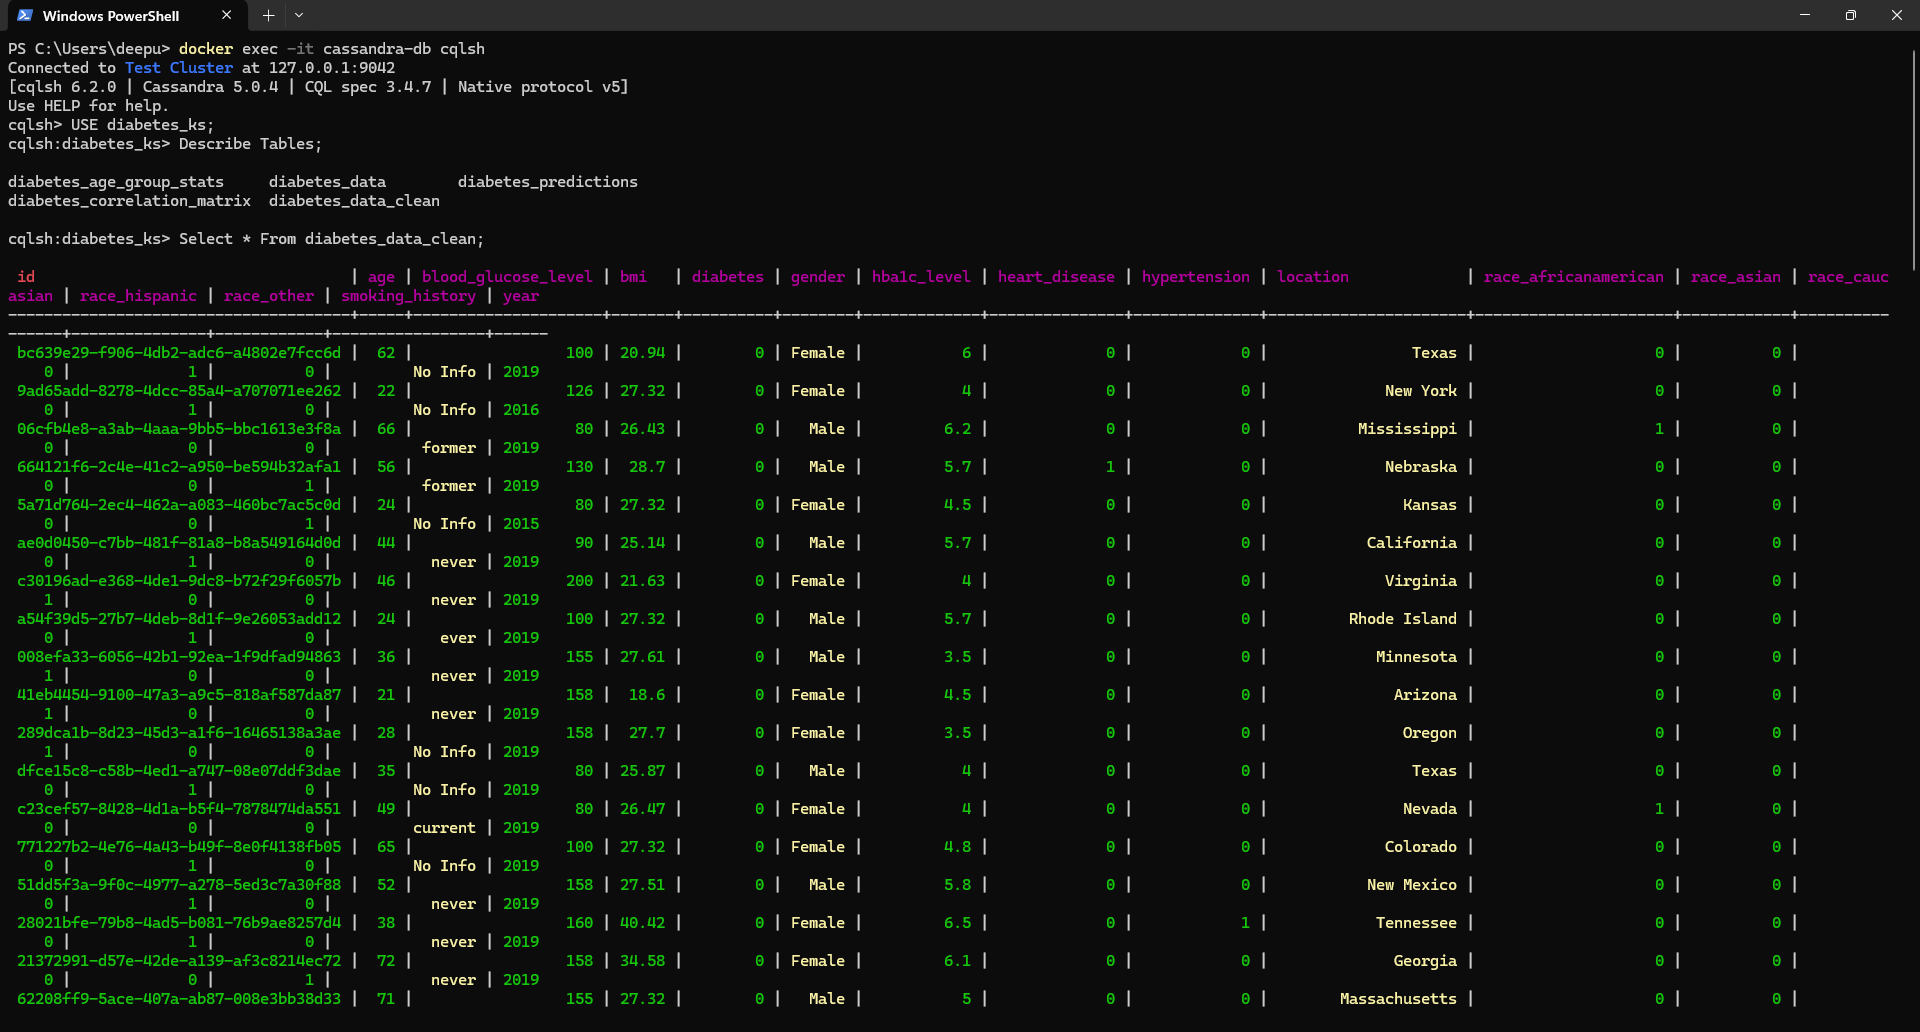 Windows PowerShell
PS C:\Users\deepu> docker exec -it cassandra-db cqlsh
Connected to Test Cluster at 127.0.0.1:9042
[cqlsh 6.2.0 | Cassandra 5.0.4 | CQL spec 3.4.7 | Native protocol v5]
Use HELP for help.
cqlsh> USE diabetes_ks;
cqlsh:diabetes_ks> Describe Tables;
diabetes_age_group_stats     diabetes_data        diabetes_predictions
diabetes_correlation_matrix  diabetes_data_clean
cqlsh:diabetes_ks> Select * From diabetes_data_clean;
id | age | blood_glucose_level | bmi | diabetes | gender | hba1c_level | heart_disease | hypertension | location | race_africanamerican | race_asian | race_cauc
asian | race_hispanic | race_other | smoking_history | year
--------------------------------------+-----+---------------------+-------+----------+--------+-------------+---------------+--------------+----------------------+----------------------+------------+----------
------+---------------+------------+-----------------+------
bc639e29-f906-4db2-adc6-a4802e7fcc6d | 62 | 100 | 20.94 | 0 | Female | 6 | 0 | 0 | Texas | 0 | 0 |
0 | 1 | 0 | No Info | 2019
9ad65add-8278-4dcc-85a4-a707071ee262 | 22 | 126 | 27.32 | 0 | Female | 4 | 0 | 0 | New York | 0 | 0 |
0 | 1 | 0 | No Info | 2016
06cfb4e8-a3ab-4aaa-9bb5-bbc1613e3f8a | 66 | 80 | 26.43 | 0 | Male | 6.2 | 0 | 0 | Mississippi | 1 | 0 |
0 | 0 | 0 | former | 2019
664121f6-2c4e-41c2-a950-be594b32afa1 | 56 | 130 | 28.7 | 0 | Male | 5.7 | 1 | 0 | Nebraska | 0 | 0 |
0 | 0 | 1 | former | 2019
5a71d764-2ec4-462a-a083-460bc7ac5c0d | 24 | 80 | 27.32 | 0 | Female | 4.5 | 0 | 0 | Kansas | 0 | 0 |
0 | 0 | 1 | No Info | 2015
ae0d0450-c7bb-481f-81a8-b8a549164d0d | 44 | 90 | 25.14 | 0 | Male | 5.7 | 0 | 0 | California | 0 | 0 |
0 | 1 | 0 | never | 2019
c30196ad-e368-4de1-9dc8-b72f29f6057b | 46 | 200 | 21.63 | 0 | Female | 4 | 0 | 0 | Virginia | 0 | 0 |
1 | 0 | 0 | never | 2019
a54f39d5-27b7-4deb-8d1f-9e26053add12 | 24 | 100 | 27.32 | 0 | Male | 5.7 | 0 | 0 | Rhode Island | 0 | 0 |
0 | 1 | 0 | ever | 2019
008efa33-6056-42b1-92ea-1f9dfad94863 | 36 | 155 | 27.61 | 0 | Male | 3.5 | 0 | 0 | Minnesota | 0 | 0 |
1 | 0 | 0 | never | 2019
41eb4454-9100-47a3-a9c5-818af587da87 | 21 | 158 | 18.6 | 0 | Female | 4.5 | 0 | 0 | Arizona | 0 | 0 |
1 | 0 | 0 | never | 2019
289dca1b-8d23-45d3-a1f6-16465138a3ae | 28 | 158 | 27.7 | 0 | Female | 3.5 | 0 | 0 | Oregon | 0 | 0 |
1 | 0 | 0 | No Info | 2019
dfce15c8-c58b-4ed1-a747-08e07ddf3dae | 35 | 80 | 25.87 | 0 | Male | 4 | 0 | 0 | Texas | 0 | 0 |
0 | 1 | 0 | No Info | 2019
c23cef57-8428-4d1a-b5f4-7878474da551 | 49 | 80 | 26.47 | 0 | Female | 4 | 0 | 0 | Nevada | 1 | 0 |
0 | 0 | 0 | current | 2019
771227b2-4e76-4a43-b49f-8e0f4138fb05 | 65 | 100 | 27.32 | 0 | Female | 4.8 | 0 | 0 | Colorado | 0 | 0 |
0 | 1 | 0 | No Info | 2019
51dd5f3a-9f0c-4977-a278-5ed3c7a30f88 | 52 | 158 | 27.51 | 0 | Male | 5.8 | 0 | 0 | New Mexico | 0 | 0 |
0 | 1 | 0 | never | 2019
28021bfe-79b8-4ad5-b081-76b9ae8257d4 | 38 | 160 | 40.42 | 0 | Female | 6.5 | 0 | 1 | Tennessee | 0 | 0 |
0 | 1 | 0 | never | 2019
21372991-d57e-42de-a139-af3c8214ec72 | 72 | 158 | 34.58 | 0 | Female | 6.1 | 0 | 0 | Georgia | 0 | 0 |
0 | 0 | 1 | never | 2019
62208ff9-5ace-407a-ab87-008e3bb38d33 | 71 | 155 | 27.32 | 0 | Male | 5 | 0 | 0 | Massachusetts | 0 | 0 |